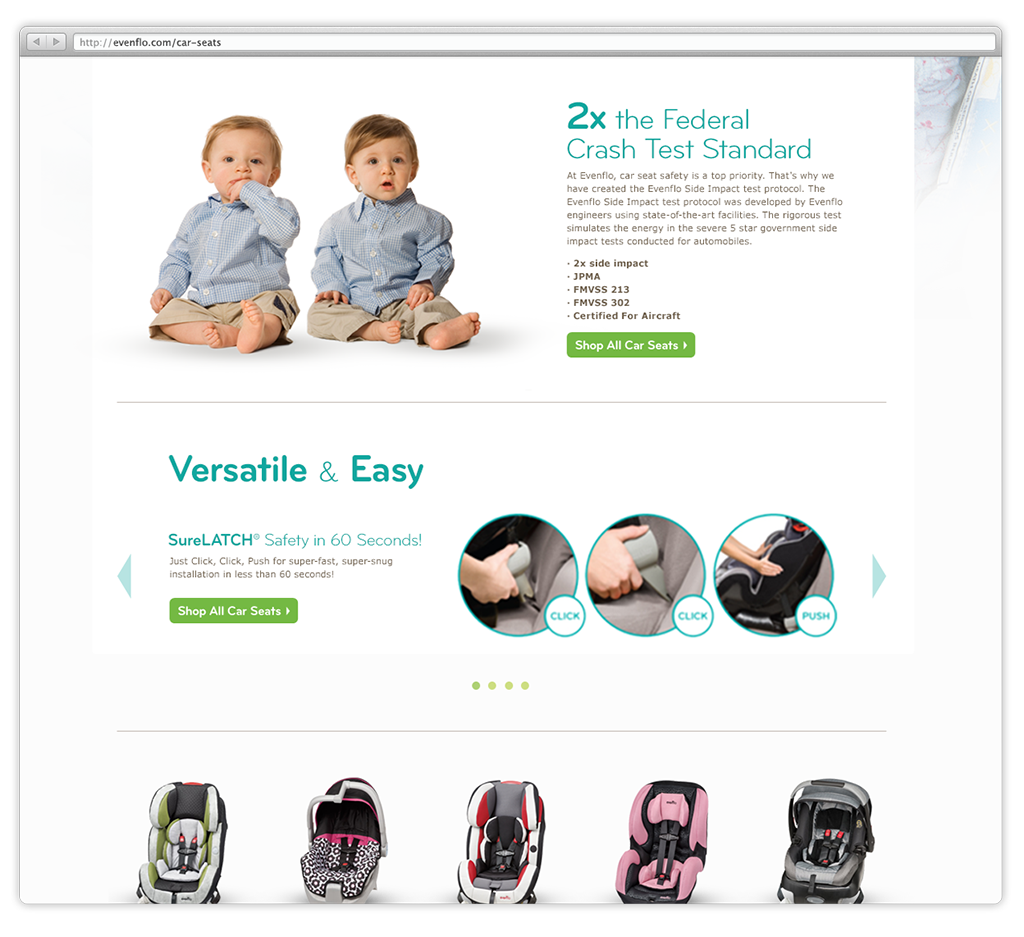 http://evenflo.com/car-seats
2x the Federal
Crash Test Standard
At Evenflo, car seat safety is a top priority. That's why we
have created the Evenflo Side Impact test protocol. The
Evenflo Side Impact test protocol was developed by Evenflo
engineers using state-of-the-art facilities. The rigorous test
simulates the energy in the severe 5 star government side
impact tests conducted for automobiles.
· 2x side impact
· JPMA
· FMVSS 213
· FMVSS 302
· Certified For Aircraft
Shop All Car Seats
Versatile & Easy
SureLATCH® Safety in 60 Seconds!
Just Click, Click, Push for super-fast, super-snug
installation in less than 60 seconds!
Shop All Car Seats
CLICK
CLICK
PUSH